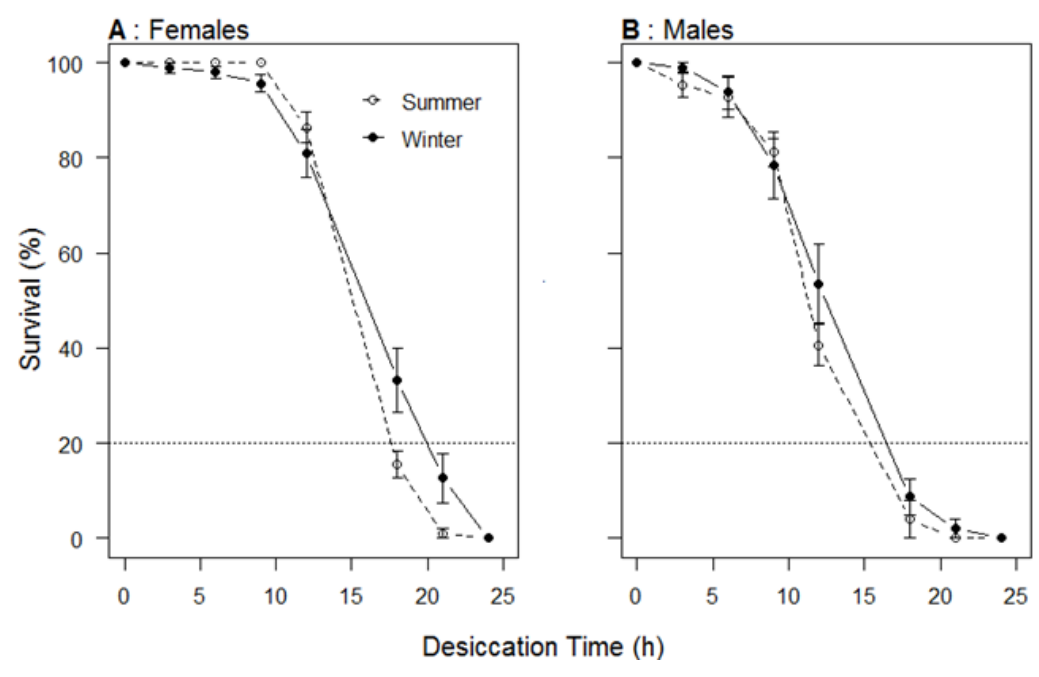 A : Females
B : Males
Summer
Winter
Survival (%)
100
80
60
40
20
0
0 5 10 15 20 25
0 5 10 15 20 25
Desiccation Time (h)